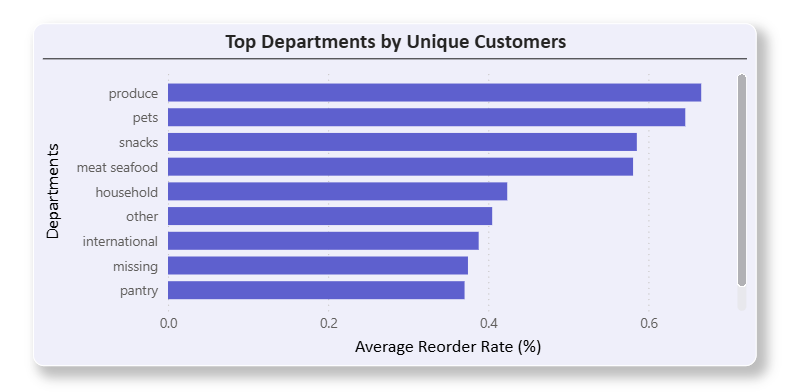 Top Departments by Unique Customers
Departments
produce
pets
snacks
meat seafood
household
other
international
missing
pantry
0.0 0.2 0.4 0.6
Average Reorder Rate (%)